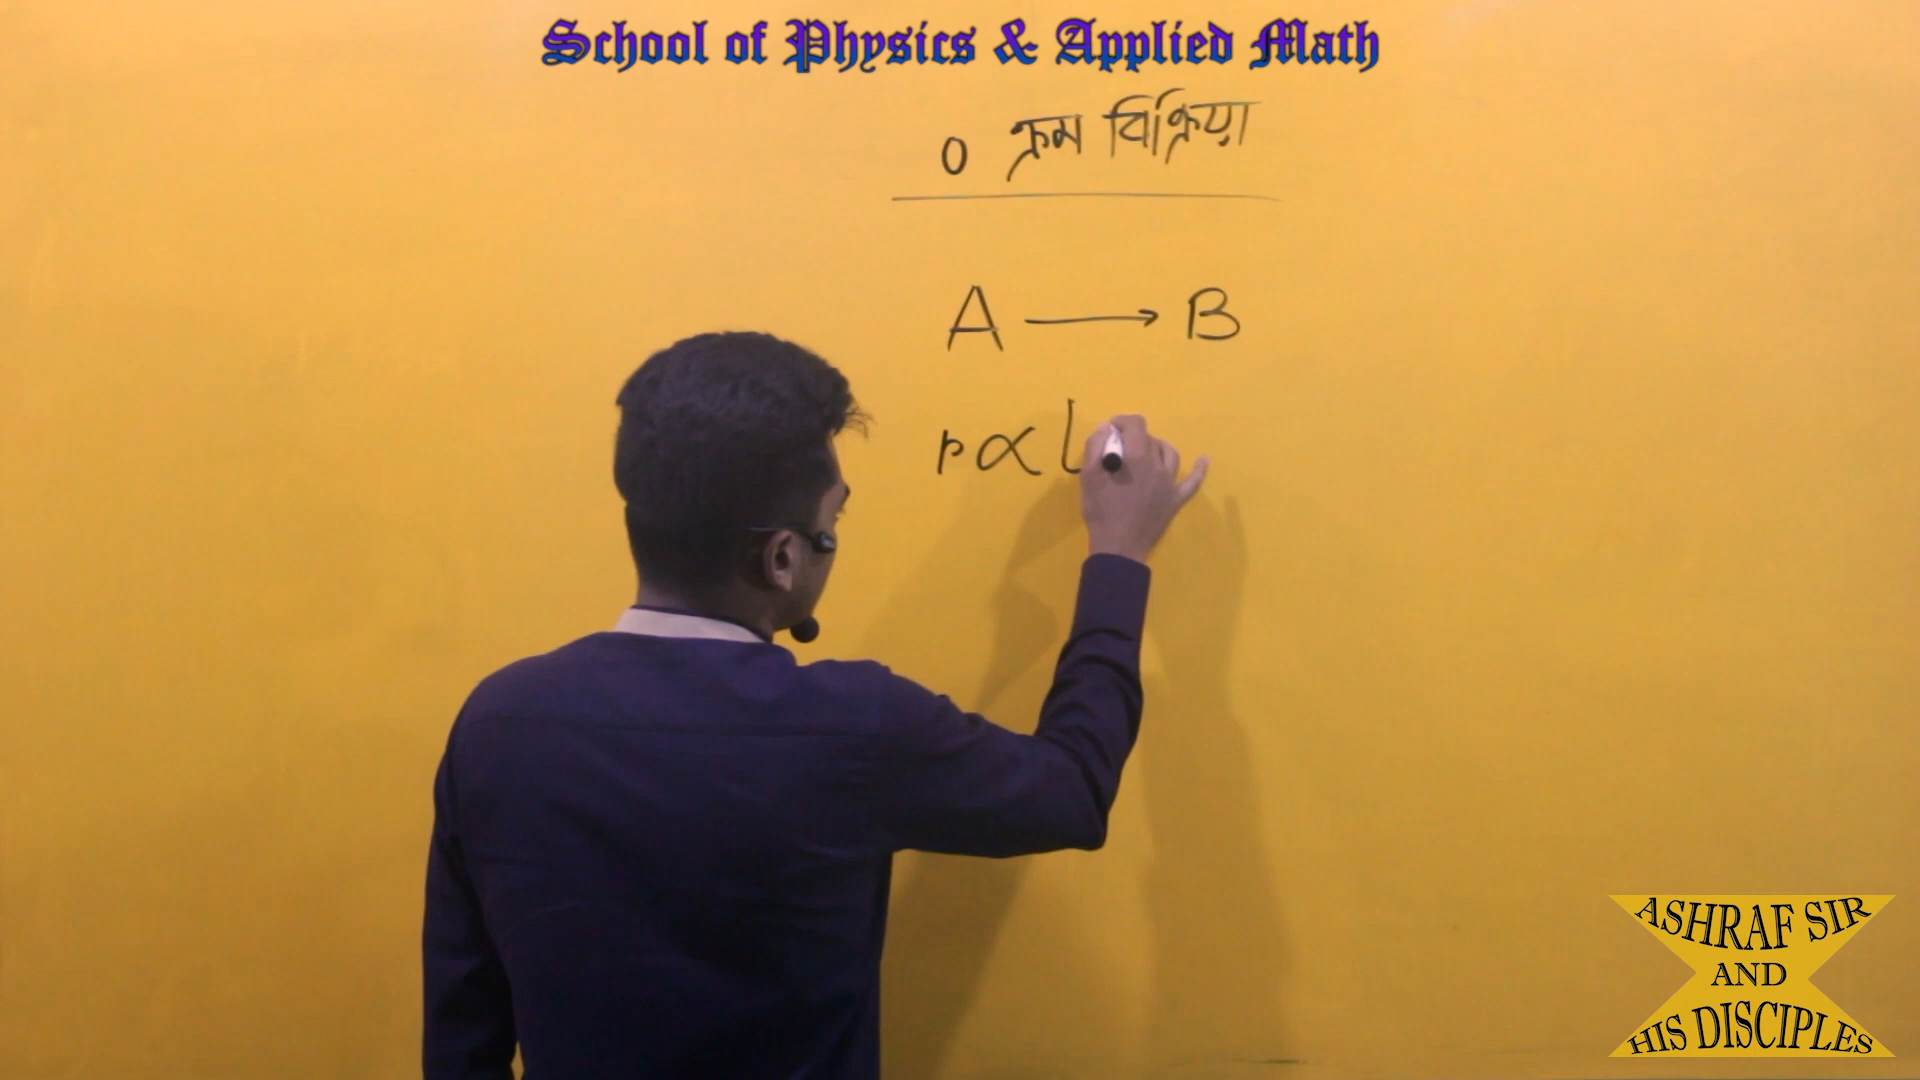 School of Physics & Applied Math
0 ক্রম বিক্রিয়া
A → B
r ∝ [
ASHRAF SIR
AND
HIS DISCIPLES